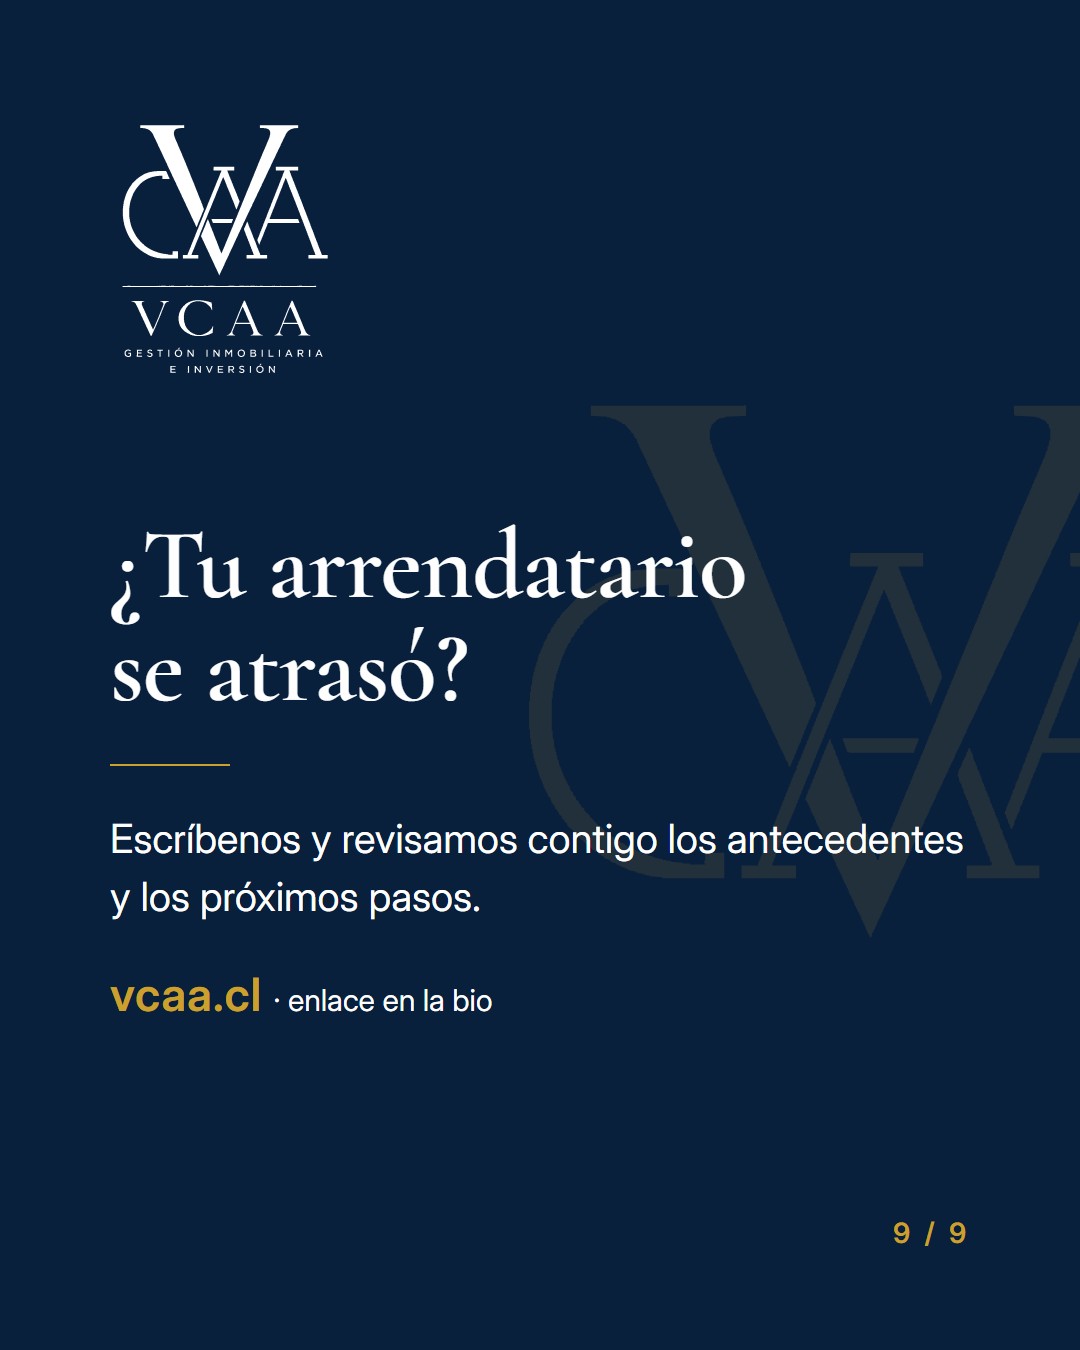 VCAA
VCAA
GESTIÓN INMOBILIARIA
E INVERSIÓN
¿Tu arrendatario
se atrasó?
Escríbenos y revisamos contigo los antecedentes
y los próximos pasos.
vcaa.cl · enlace en la bio
9 / 9